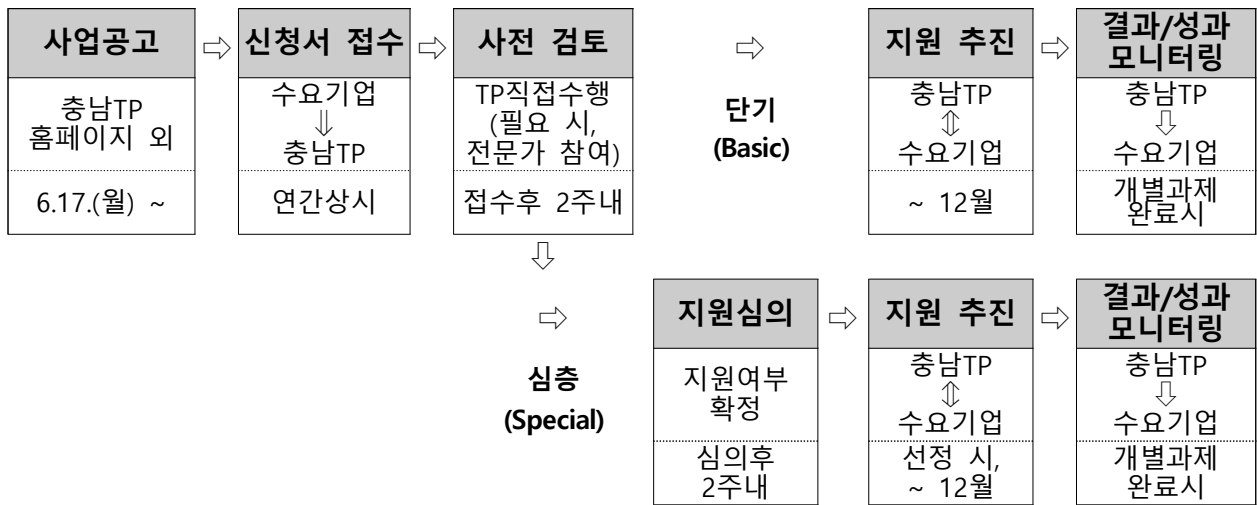 사업공고
신청서 접수
사전 검토
지원 추진
결과/성과
모니터링
충남TP
홈페이지 외
6.17.(월) ~
수요기업
⇓
충남TP
연간상시
TP직접수행
(필요 시,
전문가 참여)
접수후 2주내
단기
(Basic)
충남TP
⇕
수요기업
~ 12월
충남TP
⇩
수요기업
개별과제
완료시
심층
(Special)
지원심의
지원여부
확정
심의후
2주내
지원 추진
충남TP
⇕
수요기업
선정 시,
~ 12월
결과/성과
모니터링
충남TP
⇩
수요기업
개별과제
완료시